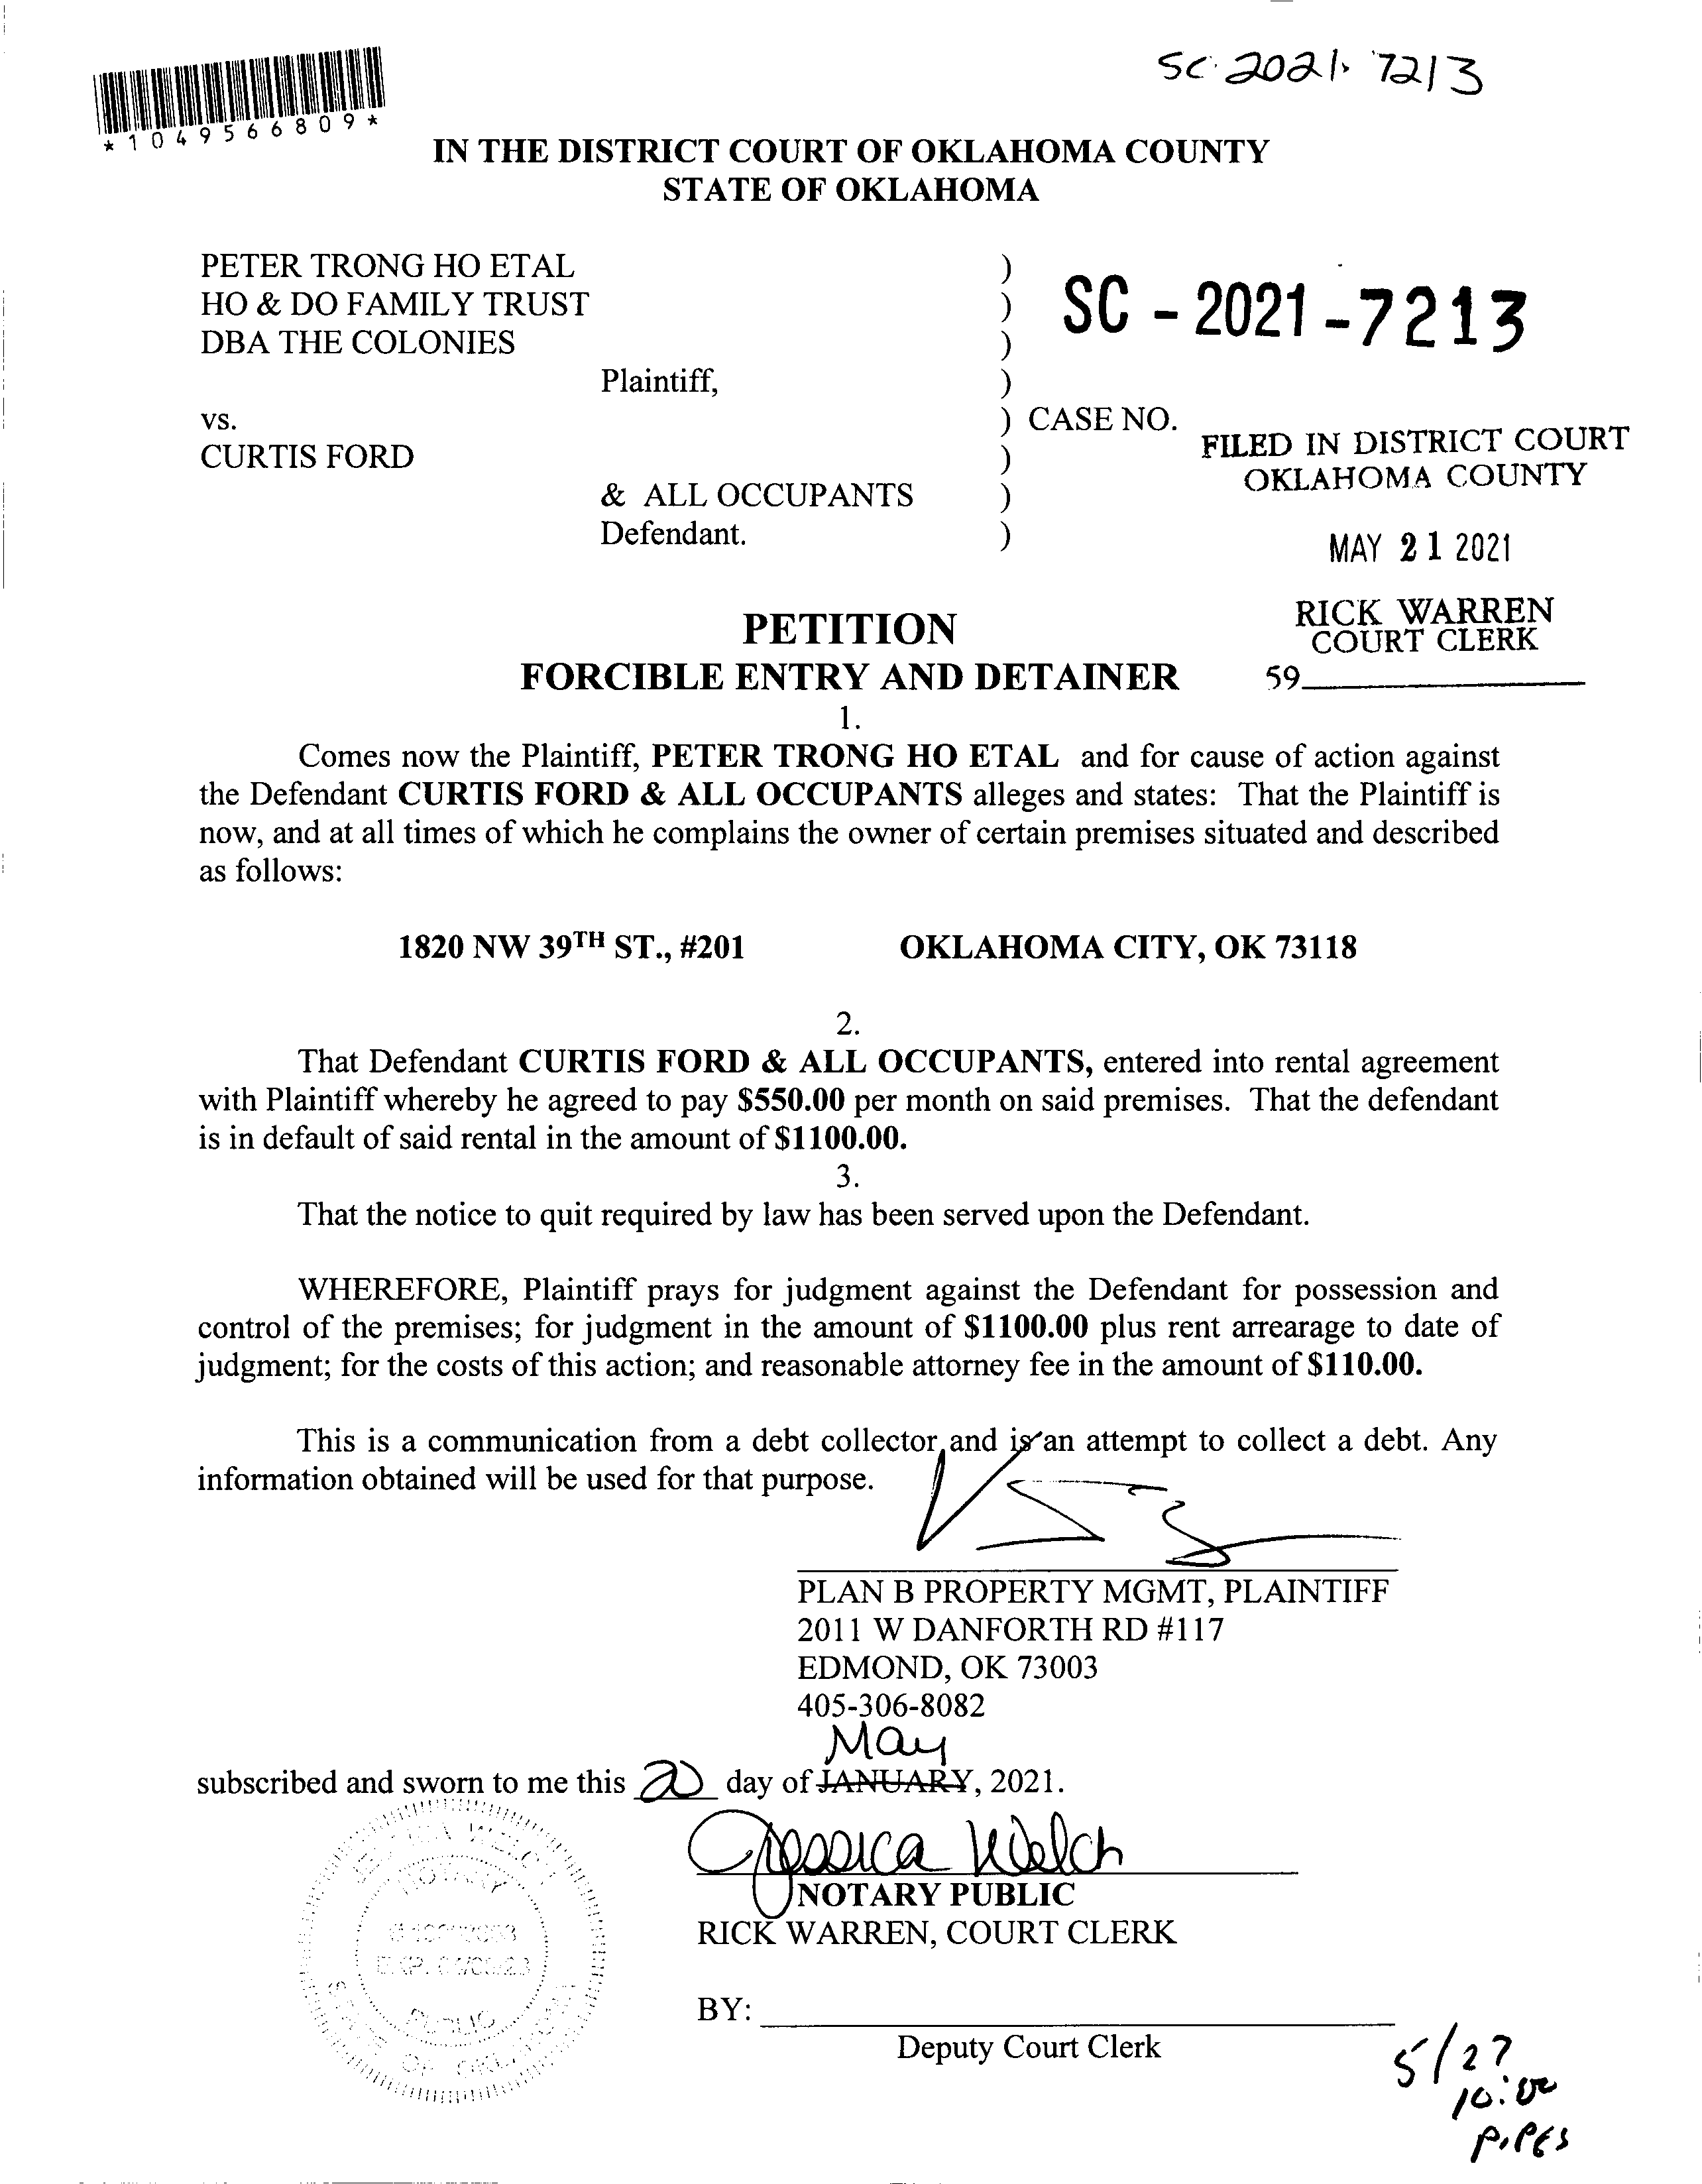 SC-2021-7213
*1049566809*
IN THE DISTRICT COURT OF OKLAHOMA COUNTY
STATE OF OKLAHOMA
PETER TRONG HO ETAL )
HO & DO FAMILY TRUST ) SC-2021-7213
DBA THE COLONIES )
Plaintiff, )
vs. ) CASE NO.
FILED IN DISTRICT COURT
CURTIS FORD )
OKLAHOMA COUNTY
& ALL OCCUPANTS )
Defendant. )
MAY 21 2021
RICK WARREN
COURT CLERK
59
PETITION
FORCIBLE ENTRY AND DETAINER
1.
Comes now the Plaintiff, PETER TRONG HO ETAL and for cause of action against
the Defendant CURTIS FORD & ALL OCCUPANTS alleges and states: That the Plaintiff is
now, and at all times of which he complains the owner of certain premises situated and described
as follows:
1820 NW 39TH ST., #201 OKLAHOMA CITY, OK 73118
2.
That Defendant CURTIS FORD & ALL OCCUPANTS, entered into rental agreement
with Plaintiff whereby he agreed to pay $550.00 per month on said premises. That the defendant
is in default of said rental in the amount of $1100.00.
3.
That the notice to quit required by law has been served upon the Defendant.
WHEREFORE, Plaintiff prays for judgment against the Defendant for possession and
control of the premises; for judgment in the amount of $1100.00 plus rent arrearage to date of
judgment; for the costs of this action; and reasonable attorney fee in the amount of $110.00.
This is a communication from a debt collector and is an attempt to collect a debt. Any
information obtained will be used for that purpose.
PLAN B PROPERTY MGMT, PLAINTIFF
2011 W DANFORTH RD #117
EDMOND, OK 73003
405-306-8082
May
subscribed and sworn to me this 20 day of JANUARY, 2021.
Jessica Welch
NOTARY PUBLIC
RICK WARREN, COURT CLERK
JESSICA WELCH
NOTARY
PUBLIC
STATE OF OKLAHOMA
BY:
Deputy Court Clerk
5/27
10:00
PIPES